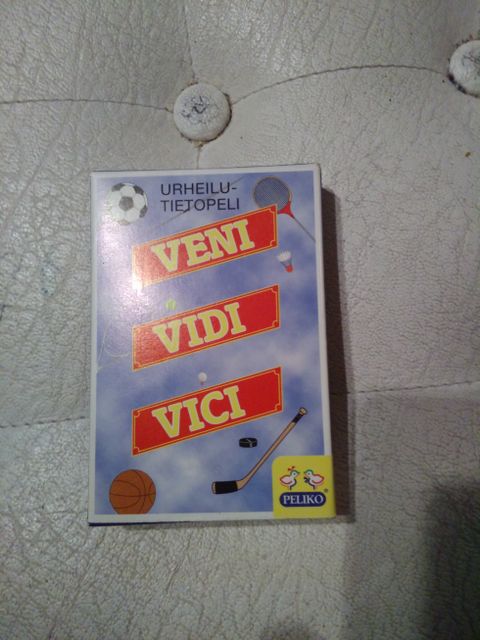 URHEILU-
TIETOPELI
VENI
VIDI
VICI
PELIKO®